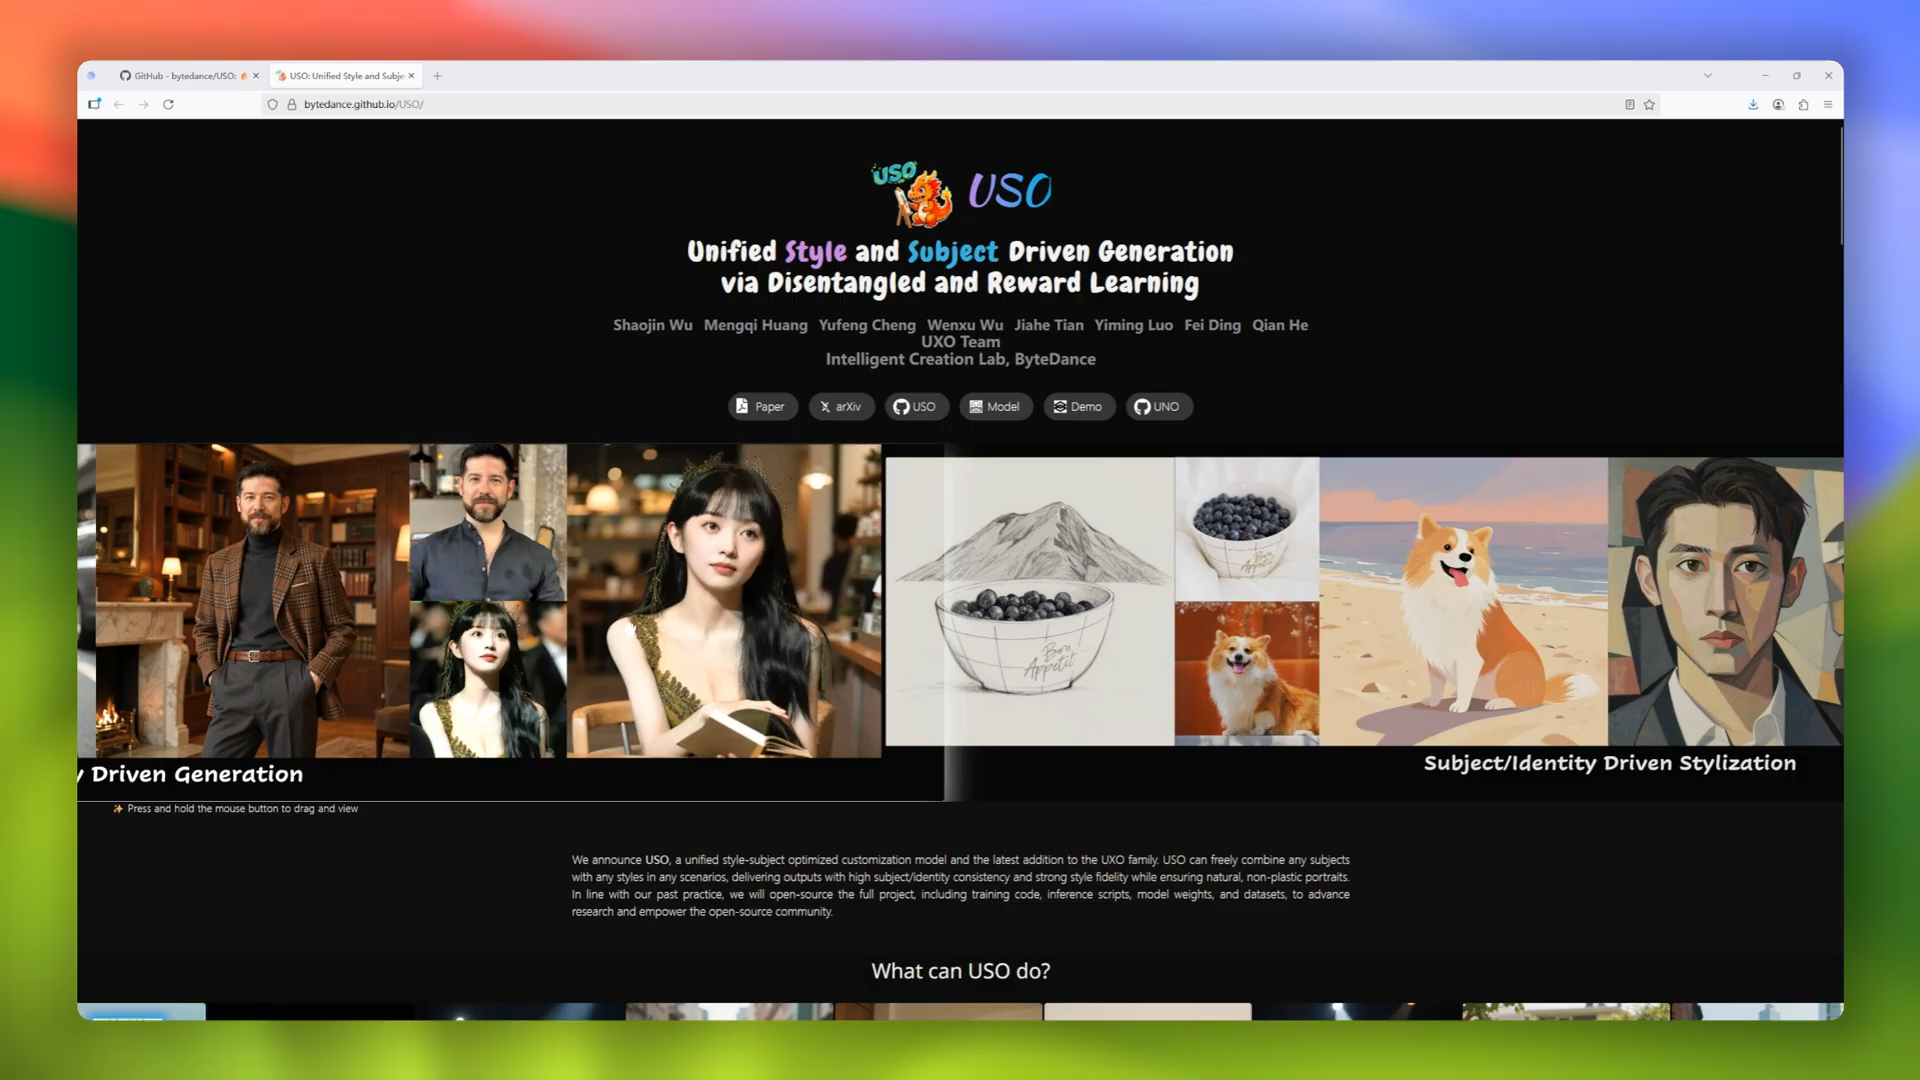 GitHub - bytedance/USO:
USO: Unified Style and Subje
bytedance.github.io/USO/
USO
USO
Unified Style and Subject Driven Generation
via Disentangled and Reward Learning
Shaojin Wu Mengqi Huang Yufeng Cheng Wenxu Wu Jiahe Tian Yiming Luo Fei Ding Qian He
UXO Team
Intelligent Creation Lab, ByteDance
Paper
arXiv
USO
Model
Demo
UNO
Bon
Appetit
Bon
Appetit
y Driven Generation
Subject/Identity Driven Stylization
✨ Press and hold the mouse button to drag and view
We announce USO, a unified style-subject optimized customization model and the latest addition to the UXO family. USO can freely combine any subjects
with any styles in any scenarios, delivering outputs with high subject/identity consistency and strong style fidelity while ensuring natural, non-plastic portraits.
In line with our past practice, we will open-source the full project, including training code, inference scripts, model weights, and datasets, to advance
research and empower the open-source community.
What can USO do?